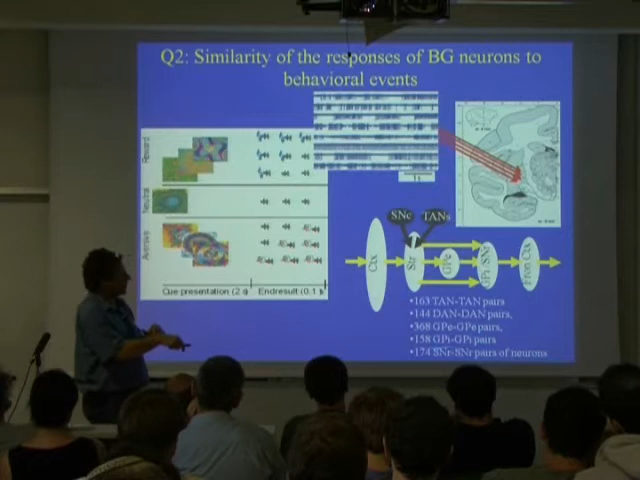 Q2: Similarity of the responses of BG neurons to
behavioral events
Reward
Neutral
Aversive
Cue presentation (2 s)
Endresult (0.1
SNc
TANs
Ctx
Str
GPe
GPi
SNr
Fron Ctx
•163 TAN-TAN pairs
•144 DAN-DAN pairs,
•368 GPe-GPe pairs,
•158 GPi-GPi pairs
•174 SNr-SNr pairs of neurons